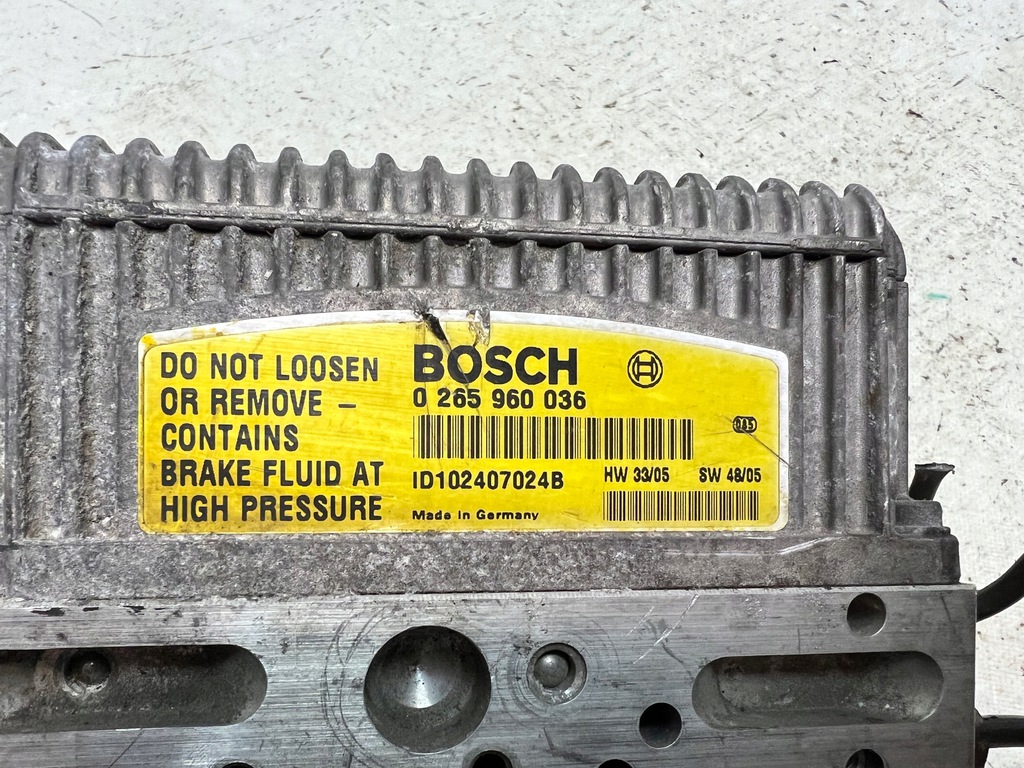 DO NOT LOOSEN
OR REMOVE –
CONTAINS
BRAKE FLUID AT
HIGH PRESSURE
BOSCH
0 265 960 036
ID102407024B
HW 33/05 SW 48/05
Made in Germany